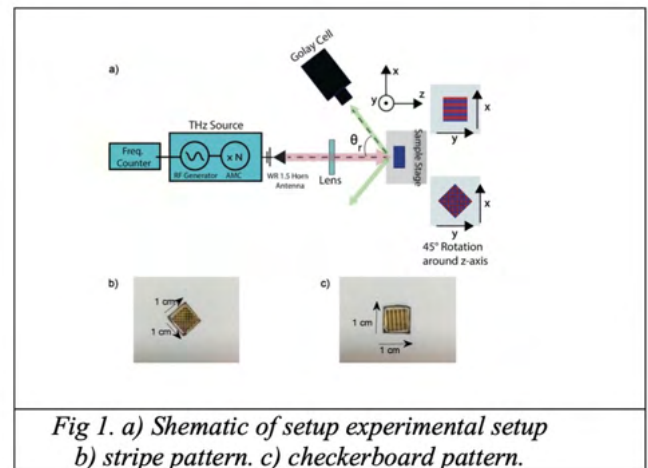 a)
Golay Cell
x
y
z
x
y
THz Source
Freq.
Counter
RF Generator
x N
AMC
WR 1.5 Horn
Antenna
Lens
θr
Sample Stage
x
y
45° Rotation
around z-axis
b)
1 cm
1 cm
c)
1 cm
1 cm
Fig 1. a) Shematic of setup experimental setup
b) stripe pattern. c) checkerboard pattern.